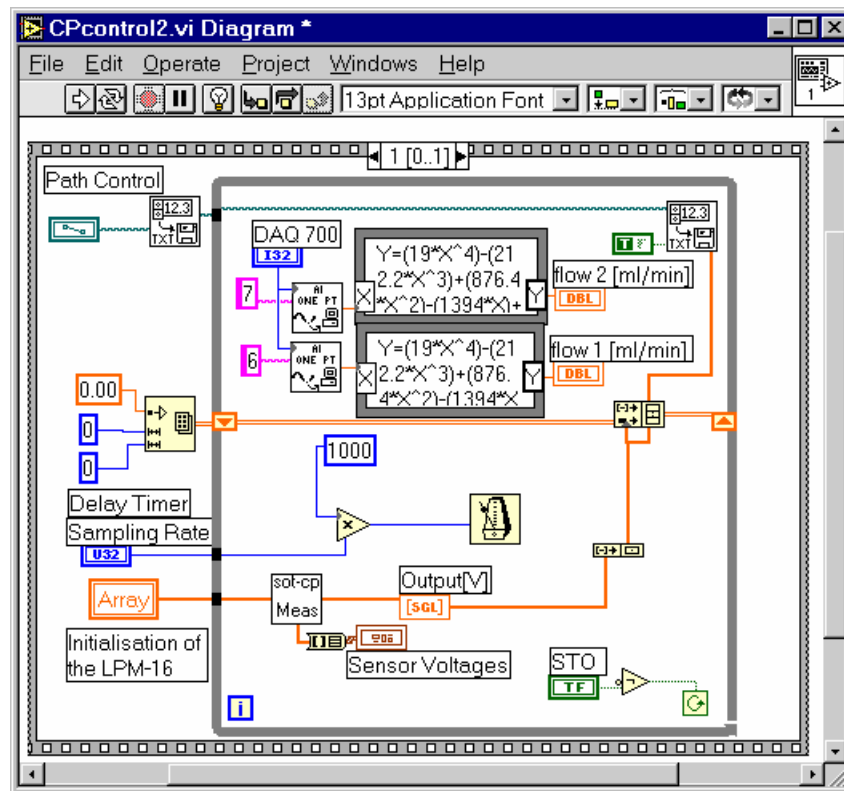 CPcontrol2.vi Diagram *
File Edit Operate Project Windows Help
13pt Application Font
1
1 [0..1]
Path Control
12.3
TXT
12.3
TXT
DAQ 700
I32
T
7
AI
ONE PT
X
Y=(19*X^4)-(21
2.2*X^3)+(876.4
*X^2)-(1394*X)+
Y
flow 2 [ml/min]
DBL
6
AI
ONE PT
X
Y=(19*X^4)-(21
2.2*X^3)+(876.
4*X^2)-(1394*X
Y
flow 1 [ml/min]
DBL
0.00
0
0
1000
Delay Timer
Sampling Rate
U32
x
Array
sot-cp
Meas
Output[V]
[SGL]
Initialisation of
the LPM-16
Sensor Voltages
STO
TF
i